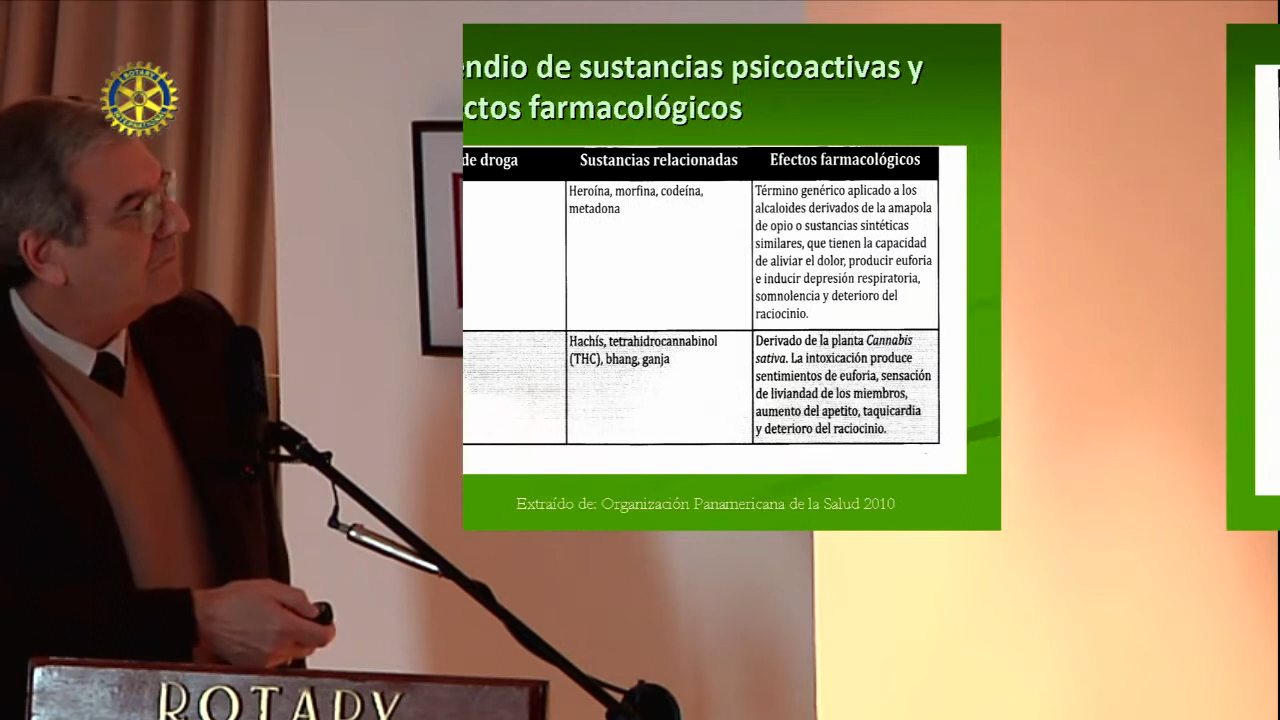 ROTARY
INTERNATIONAL
endio de sustancias psicoactivas y
ctos farmacológicos
de droga
Sustancias relacionadas
Efectos farmacológicos
Heroína, morfina, codeína,
metadona
Término genérico aplicado a los
alcaloides derivados de la amapola
de opio o sustancias sintéticas
similares, que tienen la capacidad
de aliviar el dolor, producir euforia
e inducir depresión respiratoria,
somnolencia y deterioro del
raciocinio.
Hachís, tetrahidrocannabinol
(THC), bhang, ganja
Derivado de la planta Cannabis
sativa. La intoxicación produce
sentimientos de euforia, sensación
de liviandad de los miembros,
aumento del apetito, taquicardia
y deterioro del raciocinio.
Extraído de: Organización Panamericana de la Salud 2010
ROTARY